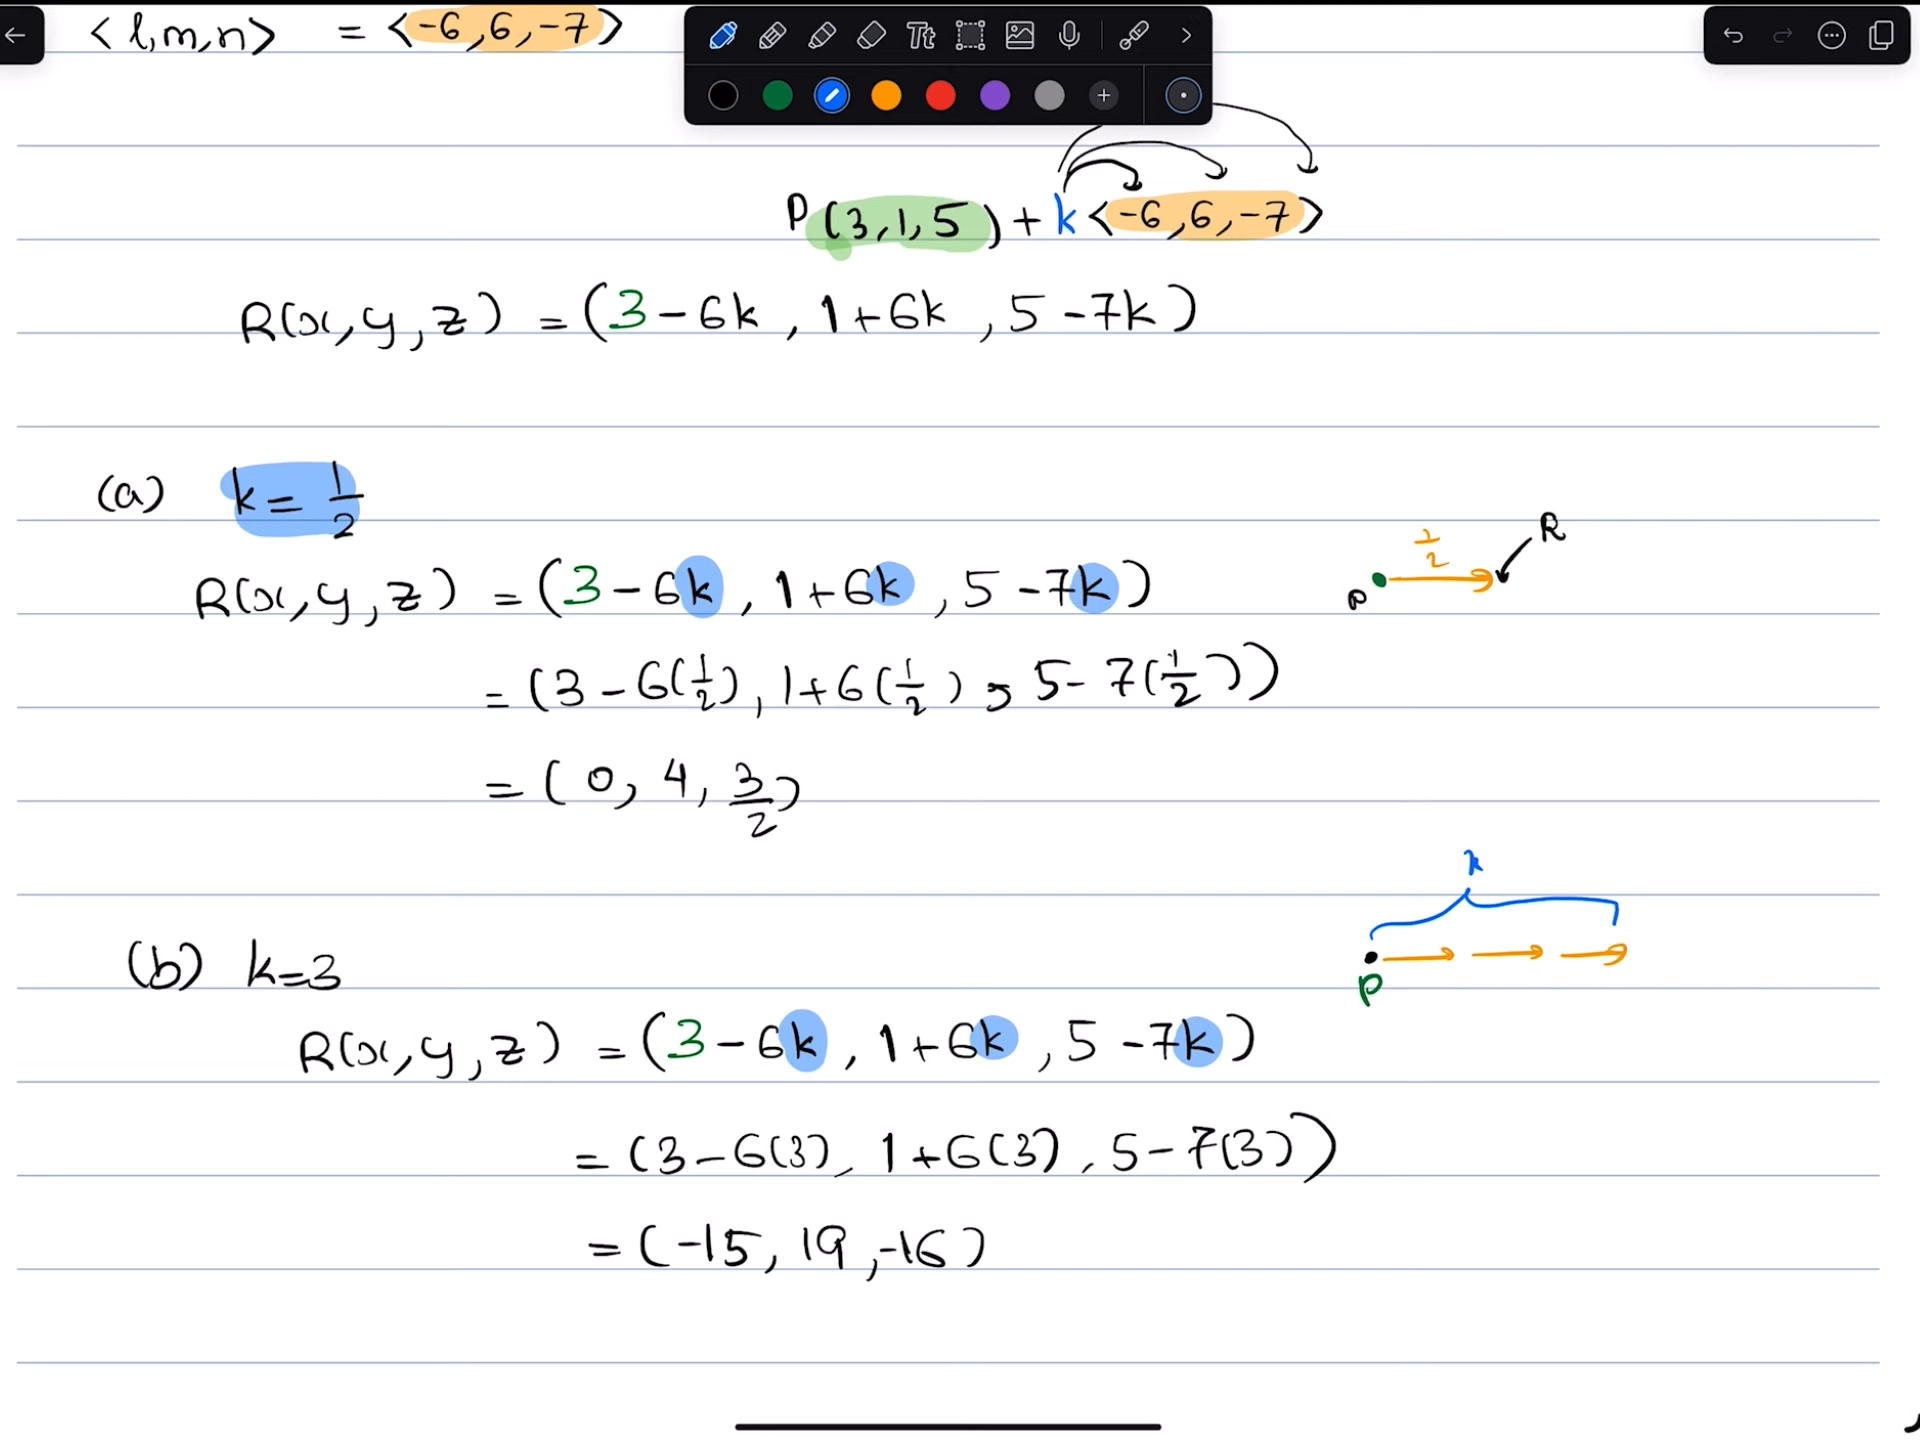 <l,m,n> = <-6,6,-7>
Tt
P(3,1,5) + k<-6,6,-7>
R(x,y,z) = (3-6k, 1+6k, 5-7k)
(a) k = 1/2
R(x,y,z) = (3-6k, 1+6k, 5-7k)
1/2 R
P
= (3-6(1/2), 1+6(1/2), 5-7(1/2))
= (0, 4, 3/2)
k
(b) k=3
P
R(x,y,z) = (3-6k, 1+6k, 5-7k)
= (3-6(3), 1+6(3), 5-7(3))
= (-15, 19, -16)